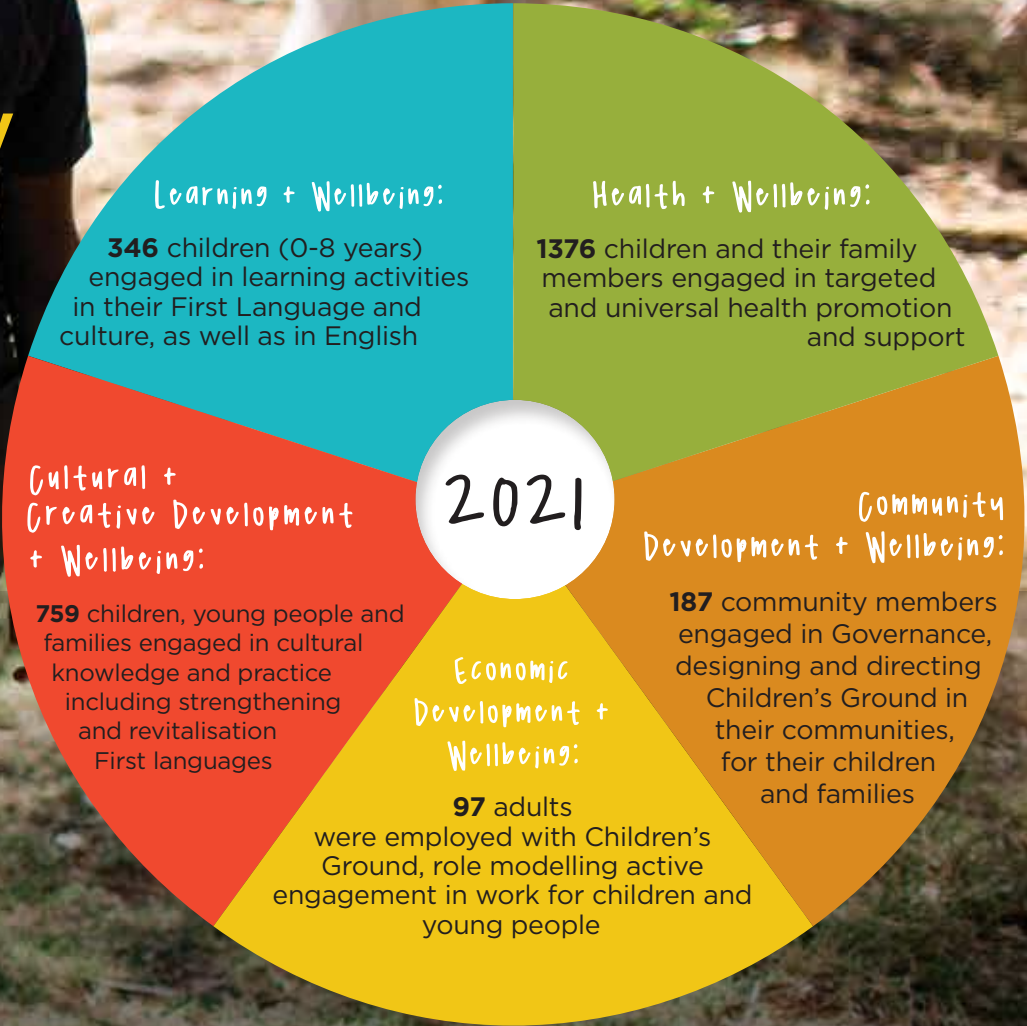 Learning + Wellbeing:
346 children (0-8 years)
engaged in learning activities
in their First Language and
culture, as well as in English
Health + Wellbeing:
1376 children and their family
members engaged in targeted
and universal health promotion
and support
Cultural +
Creative Development
+ Wellbeing:
759 children, young people and
families engaged in cultural
knowledge and practice
including strengthening
and revitalisation
First languages
2021
Community
Development + Wellbeing:
187 community members
engaged in Governance,
designing and directing
Children's Ground in
their communities,
for their children
and families
Economic
Development +
Wellbeing:
97 adults
were employed with Children's
Ground, role modelling active
engagement in work for children and
young people